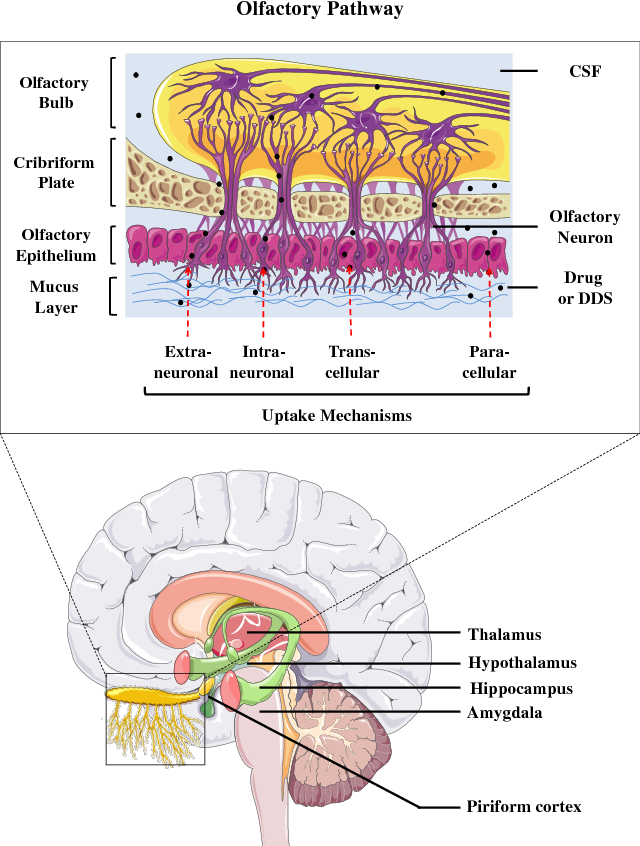 Olfactory Pathway
Olfactory
Bulb
CSF
Cribriform
Plate
Olfactory
Neuron
Olfactory
Epithelium
Drug
or DDS
Mucus
Layer
Extra-
neuronal
Intra-
neuronal
Trans-
cellular
Para-
cellular
Uptake Mechanisms
Thalamus
Hypothalamus
Hippocampus
Amygdala
Piriform cortex